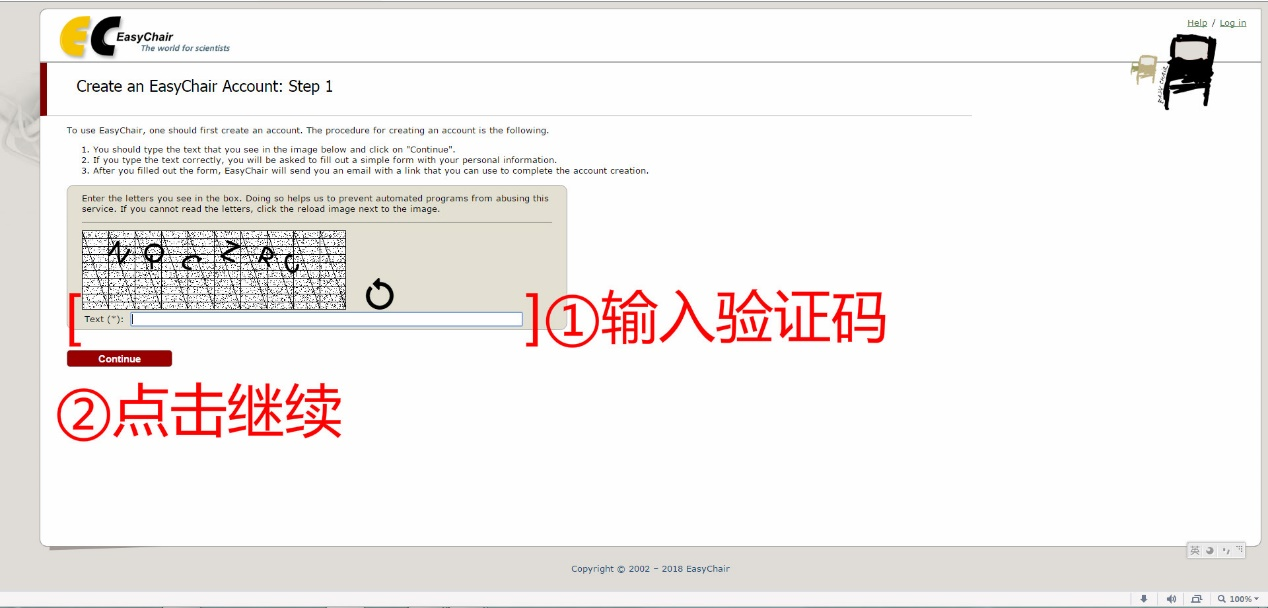 EasyChair
The world for scientists
Help / Log in
Create an EasyChair Account: Step 1
To use EasyChair, one should first create an account. The procedure for creating an account is the following.
1. You should type the text that you see in the image below and click on "Continue".
2. If you type the text correctly, you will be asked to fill out a simple form with your personal information.
3. After you filled out the form, EasyChair will send you an email with a link that you can use to complete the account creation.
Enter the letters you see in the box. Doing so helps us to prevent automated programs from abusing this
service. If you cannot read the letters, click the reload image next to the image.
Text (*):
[ ]①输入验证码
Continue
②点击继续
英
Copyright © 2002 – 2018 EasyChair
100%